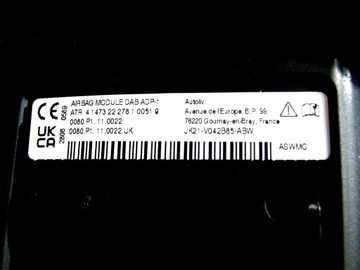 AIRBAG MODULE DAB ADP-1
ATR 4 1473 22 278 1 0051 9
0080.P1.11.0022
0080.P1.11.0022.UK
CE
0589
UK
CA
2806
Autoliv:
Avenue de l'Europe, B.P. 99,
76220 Gournay-en-Bray, France
JK21-V042B85-ABW
ASWMC